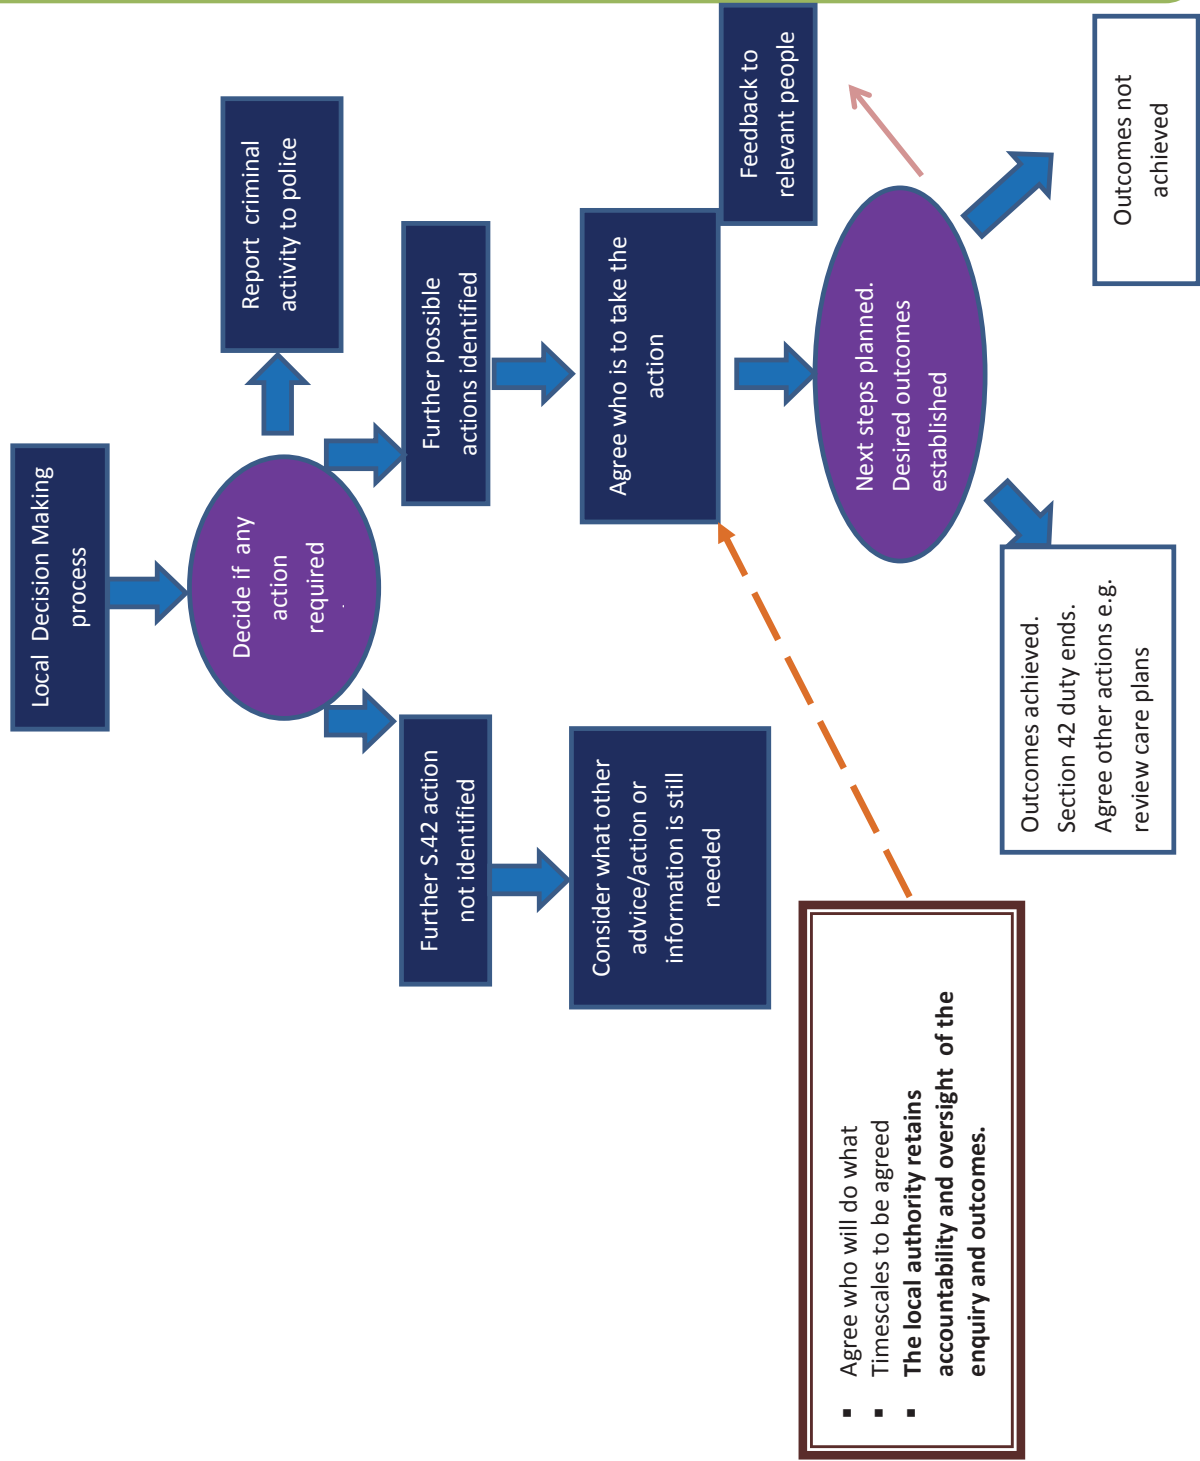 Local Decision Making
process
Decide if any
action
required
.
Report criminal
activity to police
Further S.42 action
not identified
Further possible
actions identified
Consider what other
advice/action or
information is still
needed
Agree who is to take the
action
Feedback to
relevant people
Next steps planned.
Desired outcomes
established
▪ Agree who will do what
▪ Timescales to be agreed
▪ The local authority retains
accountability and oversight of the
enquiry and outcomes.
Outcomes achieved.
Section 42 duty ends.
Agree other actions e.g.
review care plans
Outcomes not
achieved